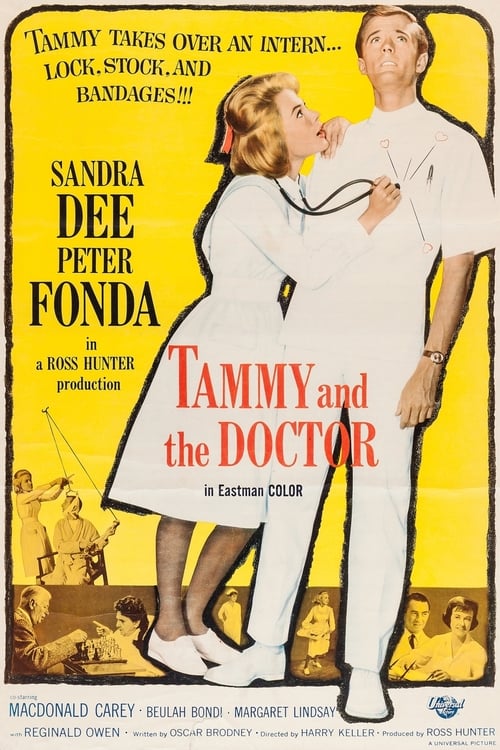 TAMMY TAKES OVER AN INTERN...
LOCK, STOCK, AND
BANDAGES!!!
SANDRA
DEE
PETER
FONDA
in
a ROSS HUNTER
production
TAMMY and
the DOCTOR
in Eastman COLOR
co-starring
MACDONALD CAREY • BEULAH BONDI • MARGARET LINDSAY
with REGINALD OWEN • Written by OSCAR BRODNEY • Directed by HARRY KELLER • Produced by ROSS HUNTER
Universal
A UNIVERSAL PICTURE